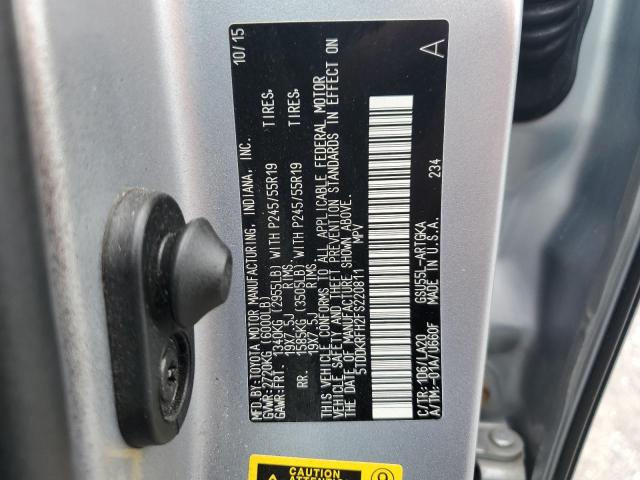 MFD.BY:TOYOTA MOTOR MANUFACTURING, INDIANA, INC. 10/15
GVWR:2720KG (6000LB)
GAWR:FRT. 1340KG (2955LB) WITH P245/55R19 TIRES.
19X7.5J RIMS
RR. 1585KG (3505LB) WITH P245/55R19 TIRES.
19X7.5J RIMS
THIS VEHICLE CONFORMS TO ALL APPLICABLE FEDERAL MOTOR
VEHICLE SAFETY AND THEFT PREVENTION STANDARDS IN EFFECT ON
THE DATE OF MANUFACTURE SHOWN ABOVE.
5TDDKRFH2FS220811 MPV
A
C/TR:1D6/LA20 GSU55L-ARTGKA 234
A/TM:-01A/U660F MADE IN U.S.A.
CAUTION
ATTENTION